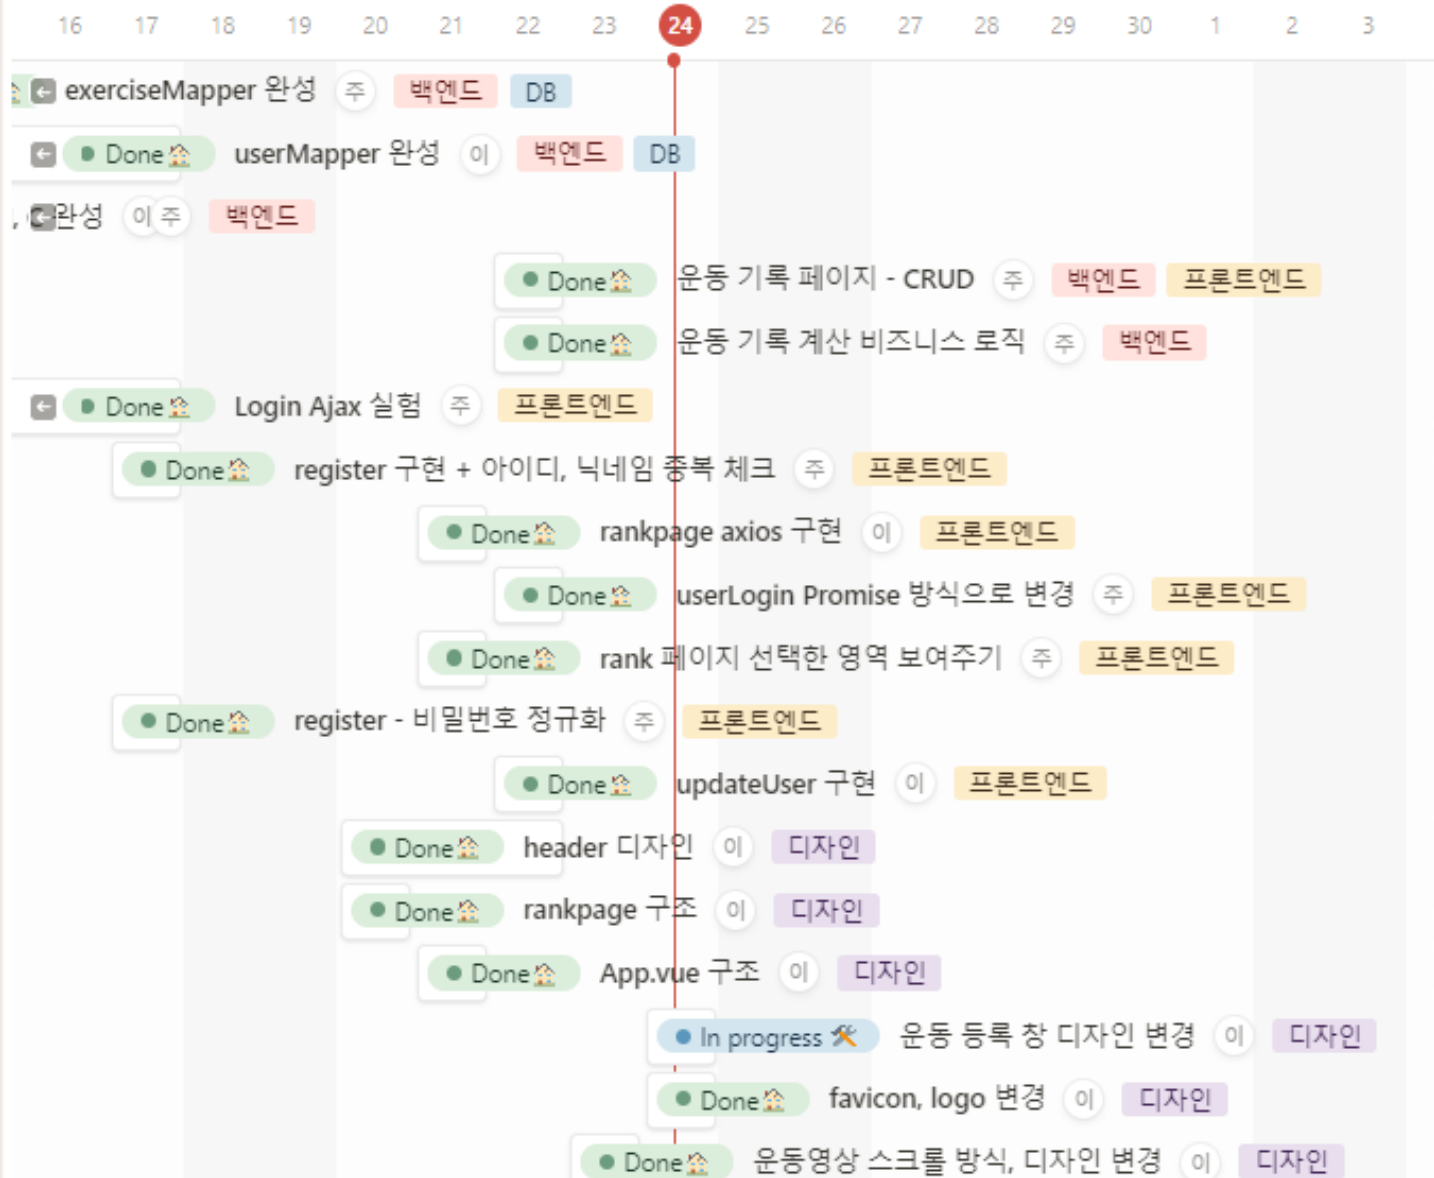 16 17 18 19 20 21 22 23 24 25 26 27 28 29 30 1 2 3
exerciseMapper 완성 주 백엔드 DB
Done userMapper 완성 이 백엔드 DB
완성 이 주 백엔드
Done 운동 기록 페이지 - CRUD 주 백엔드 프론트엔드
Done 운동 기록 계산 비즈니스 로직 주 백엔드
Done Login Ajax 실험 주 프론트엔드
Done register 구현 + 아이디, 닉네임 중복 체크 주 프론트엔드
Done rankpage axios 구현 이 프론트엔드
Done userLogin Promise 방식으로 변경 주 프론트엔드
Done rank 페이지 선택한 영역 보여주기 주 프론트엔드
Done register - 비밀번호 정규화 주 프론트엔드
Done updateUser 구현 이 프론트엔드
Done header 디자인 이 디자인
Done rankpage 구조 이 디자인
Done App.vue 구조 이 디자인
In progress 운동 등록 창 디자인 변경 이 디자인
Done favicon, logo 변경 이 디자인
Done 운동영상 스크롤 방식, 디자인 변경 이 디자인